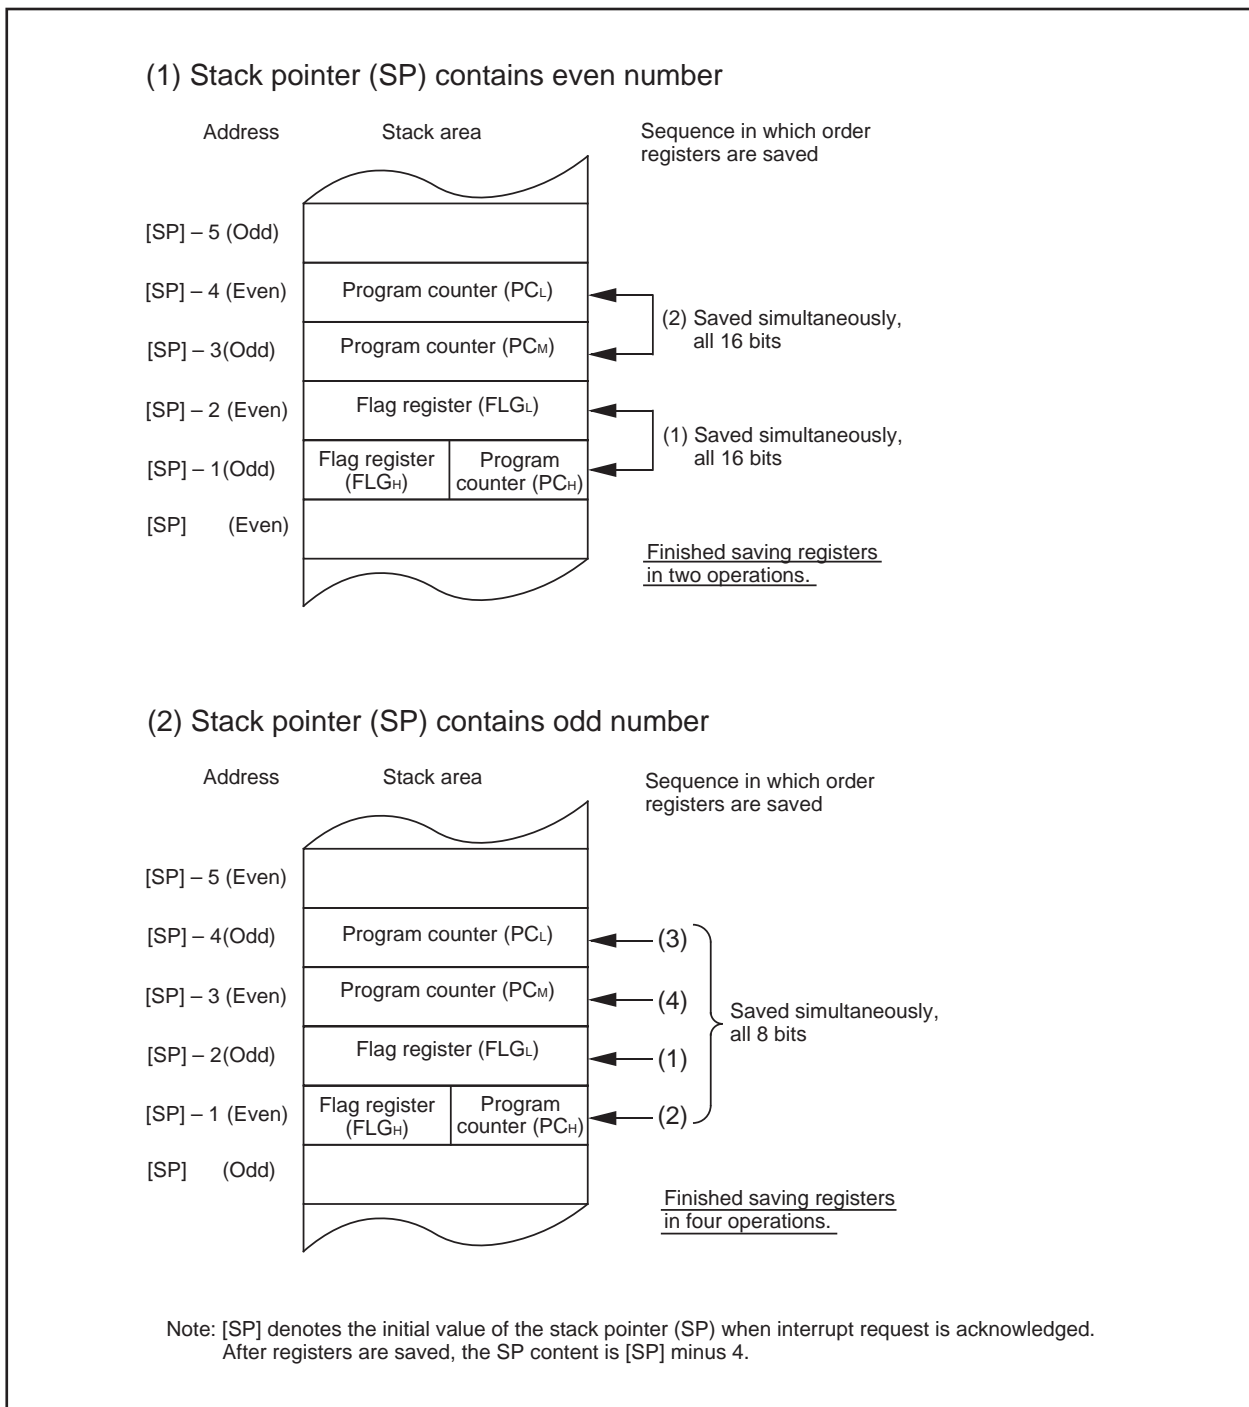 (1) Stack pointer (SP) contains even number
Address Stack area Sequence in which order
registers are saved
[SP] – 5 (Odd)
[SP] – 4 (Even) Program counter (PCL)
(2) Saved simultaneously,
all 16 bits
[SP] – 3(Odd) Program counter (PCM)
[SP] – 2 (Even) Flag register (FLGL)
(1) Saved simultaneously,
all 16 bits
[SP] – 1(Odd) Flag register Program
(FLGH) counter (PCH)
[SP] (Even)
Finished saving registers
in two operations.
(2) Stack pointer (SP) contains odd number
Address Stack area Sequence in which order
registers are saved
[SP] – 5 (Even)
[SP] – 4(Odd) Program counter (PCL) (3)
[SP] – 3 (Even) Program counter (PCM) (4)
Saved simultaneously,
all 8 bits
[SP] – 2(Odd) Flag register (FLGL) (1)
[SP] – 1 (Even) Flag register Program (2)
(FLGH) counter (PCH)
[SP] (Odd)
Finished saving registers
in four operations.
Note: [SP] denotes the initial value of the stack pointer (SP) when interrupt request is acknowledged.
After registers are saved, the SP content is [SP] minus 4.